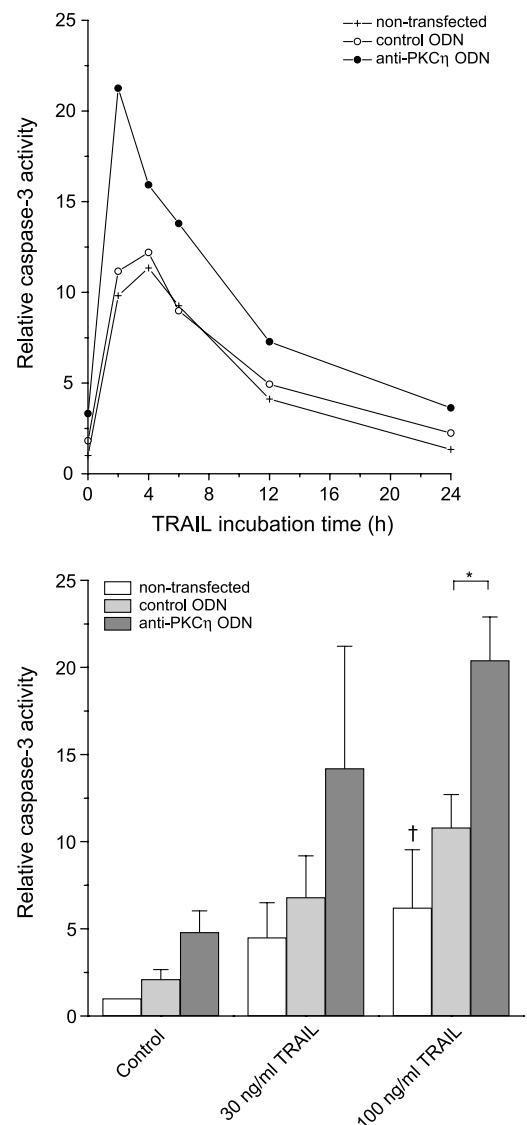 25
20
15
10
5
0
Relative caspase-3 activity
non-transfected
control ODN
anti-PKCη ODN
0 4 8 12 16 20 24
TRAIL incubation time (h)
25
20
15
10
5
0
Relative caspase-3 activity
non-transfected
control ODN
anti-PKCη ODN
*
†
Control
30 ng/ml TRAIL
100 ng/ml TRAIL